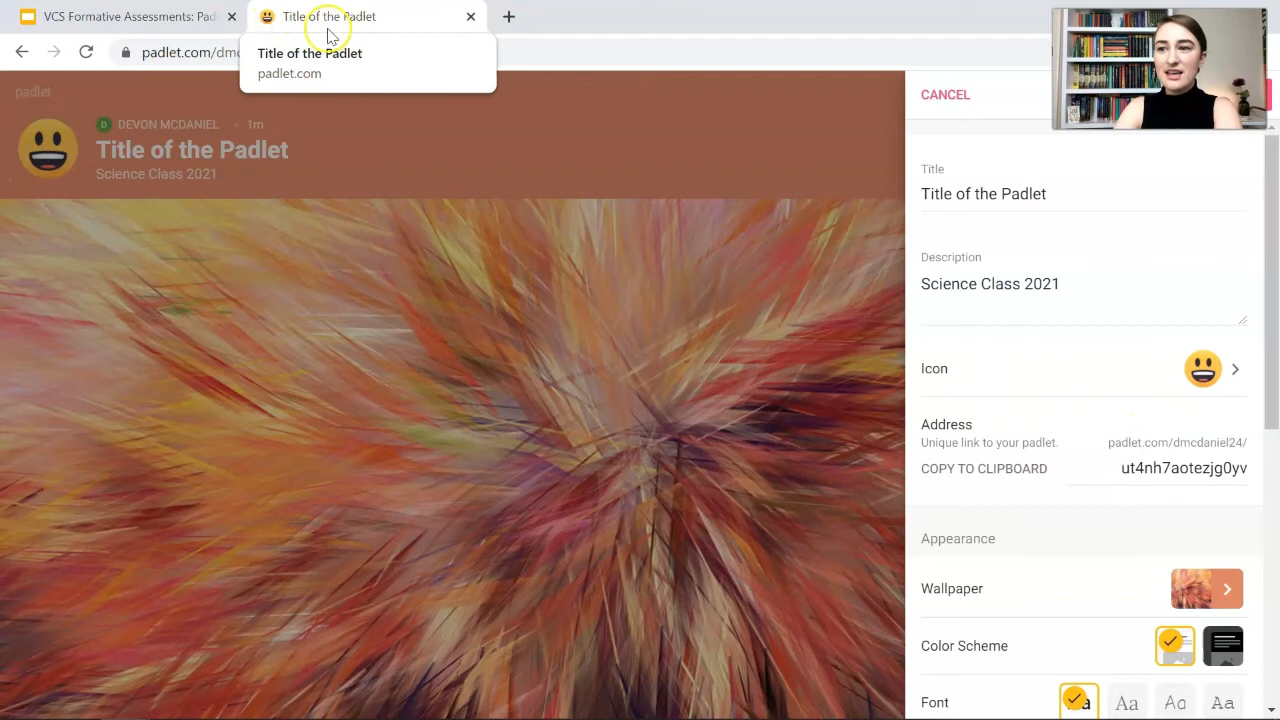 VCS Formative Assessments: Pad
Title of the Padlet
padlet.com/dmc
Title of the Padlet
padlet.com
padlet
D DEVON MCDANIEL • 1m
Title of the Padlet
Science Class 2021
CANCEL
Title
Title of the Padlet
Description
Science Class 2021
Icon
Address
Unique link to your padlet. padlet.com/dmcdaniel24/
COPY TO CLIPBOARD ut4nh7aotezjg0yv
Appearance
Wallpaper
Color Scheme
Font Aa Aa Aa Aa